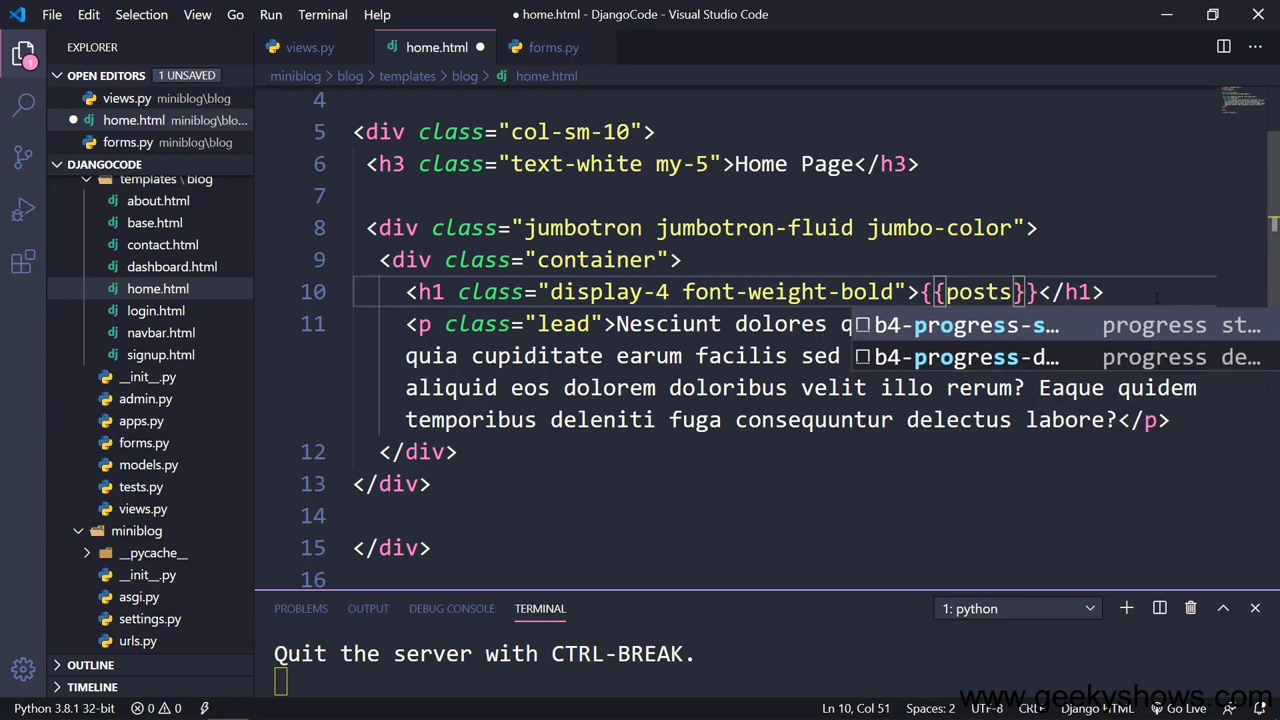 File Edit Selection View Go Run Terminal Help ● home.html - DjangoCode - Visual Studio Code
EXPLORER
views.py home.html ● forms.py
OPEN EDITORS 1 UNSAVED
miniblog > blog > templates > blog > home.html
views.py miniblog\blog
● home.html miniblog\blo...
forms.py miniblog\blog
DJANGOCODE
templates \ blog
about.html
base.html
contact.html
dashboard.html
home.html
login.html
navbar.html
signup.html
__init__.py
admin.py
apps.py
forms.py
models.py
tests.py
views.py
miniblog
__pycache__
__init__.py
asgi.py
settings.py
urls.py
OUTLINE
TIMELINE
1
4
5 <div class="col-sm-10">
6 <h3 class="text-white my-5">Home Page</h3>
7
8 <div class="jumbotron jumbotron-fluid jumbo-color">
9 <div class="container">
10 <h1 class="display-4 font-weight-bold">{{posts}}</h1>
11 <p class="lead">Nesciunt dolores q
b4-progress-s... progress st...
b4-progress-d... progress de...
quia cupiditate earum facilis sed
aliquid eos dolorem doloribus velit illo rerum? Eaque quidem
temporibus deleniti fuga consequuntur delectus labore?</p>
12 </div>
13 </div>
14
15 </div>
16
PROBLEMS OUTPUT DEBUG CONSOLE TERMINAL 1: python
Quit the server with CTRL-BREAK.
www.geekyshows.com
Python 3.8.1 32-bit 0 0 Ln 10, Col 51 Spaces: 2 UTF-8 CRLF Django HTML Go Live